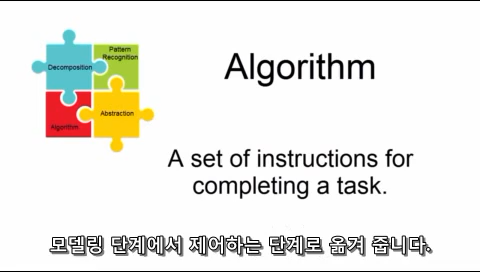 Decomposition
Pattern
Recognition
Algorithm
Abstraction
Algorithm
A set of instructions for
completing a task.
모델링 단계에서 제어하는 단계로 옮겨 줍니다.